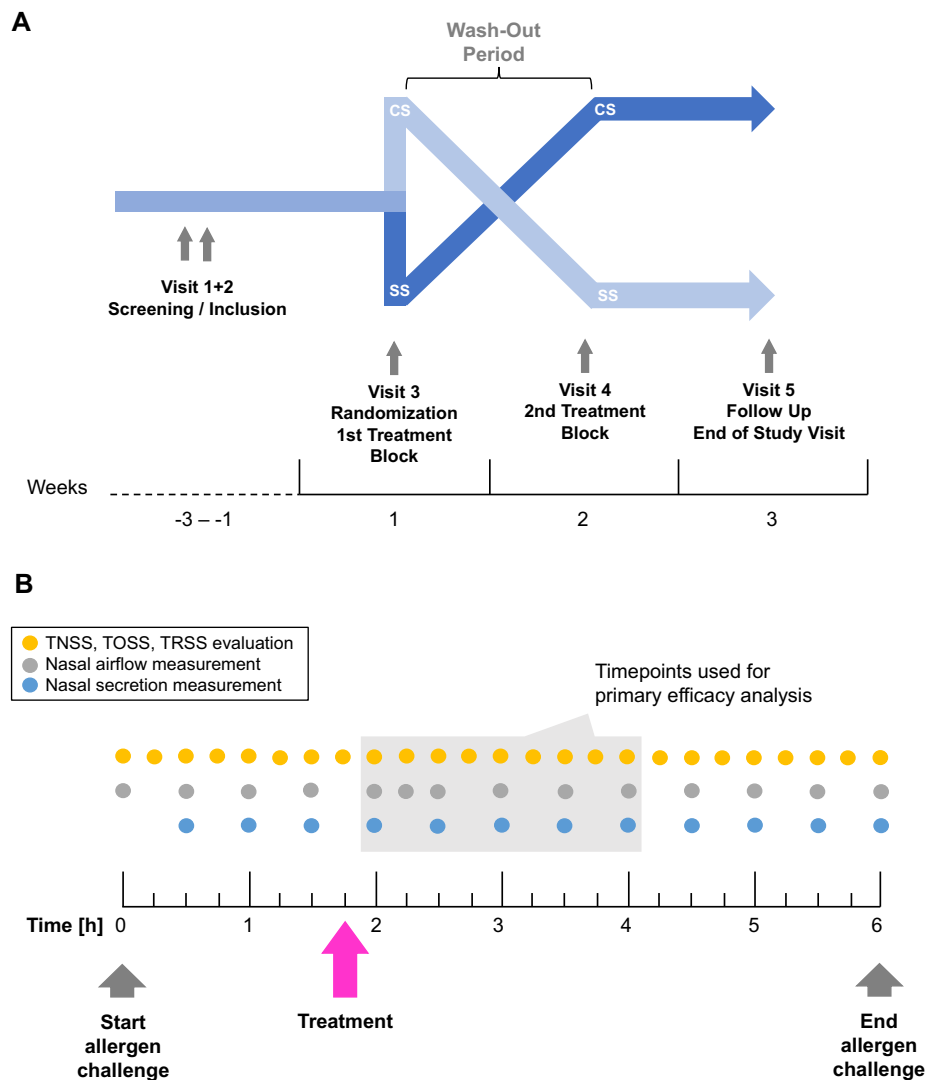 A
Wash-Out
Period
CS
CS
SS
SS
Visit 1+2
Screening / Inclusion
Visit 3
Randomization
1st Treatment
Block
Visit 4
2nd Treatment
Block
Visit 5
Follow Up
End of Study Visit
Weeks
-3 – -1
1
2
3
B
TNSS, TOSS, TRSS evaluation
Nasal airflow measurement
Nasal secretion measurement
Timepoints used for
primary efficacy analysis
Time [h]
0
1
2
3
4
5
6
Start
allergen
challenge
Treatment
End
allergen
challenge